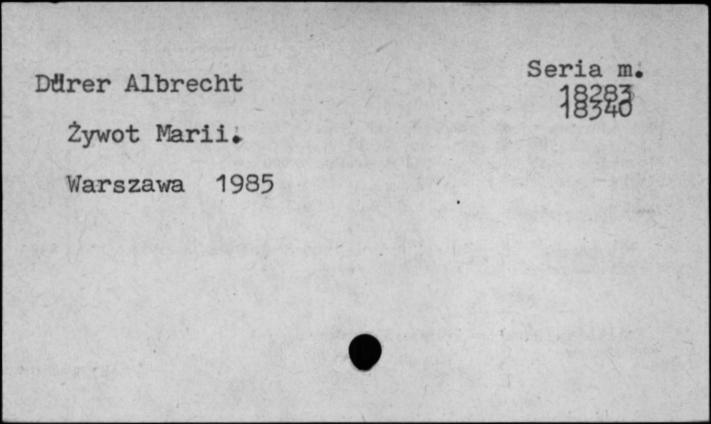 Dürer Albrecht
Seria m.
18283
18340
Żywot Marii.
Warszawa 1985